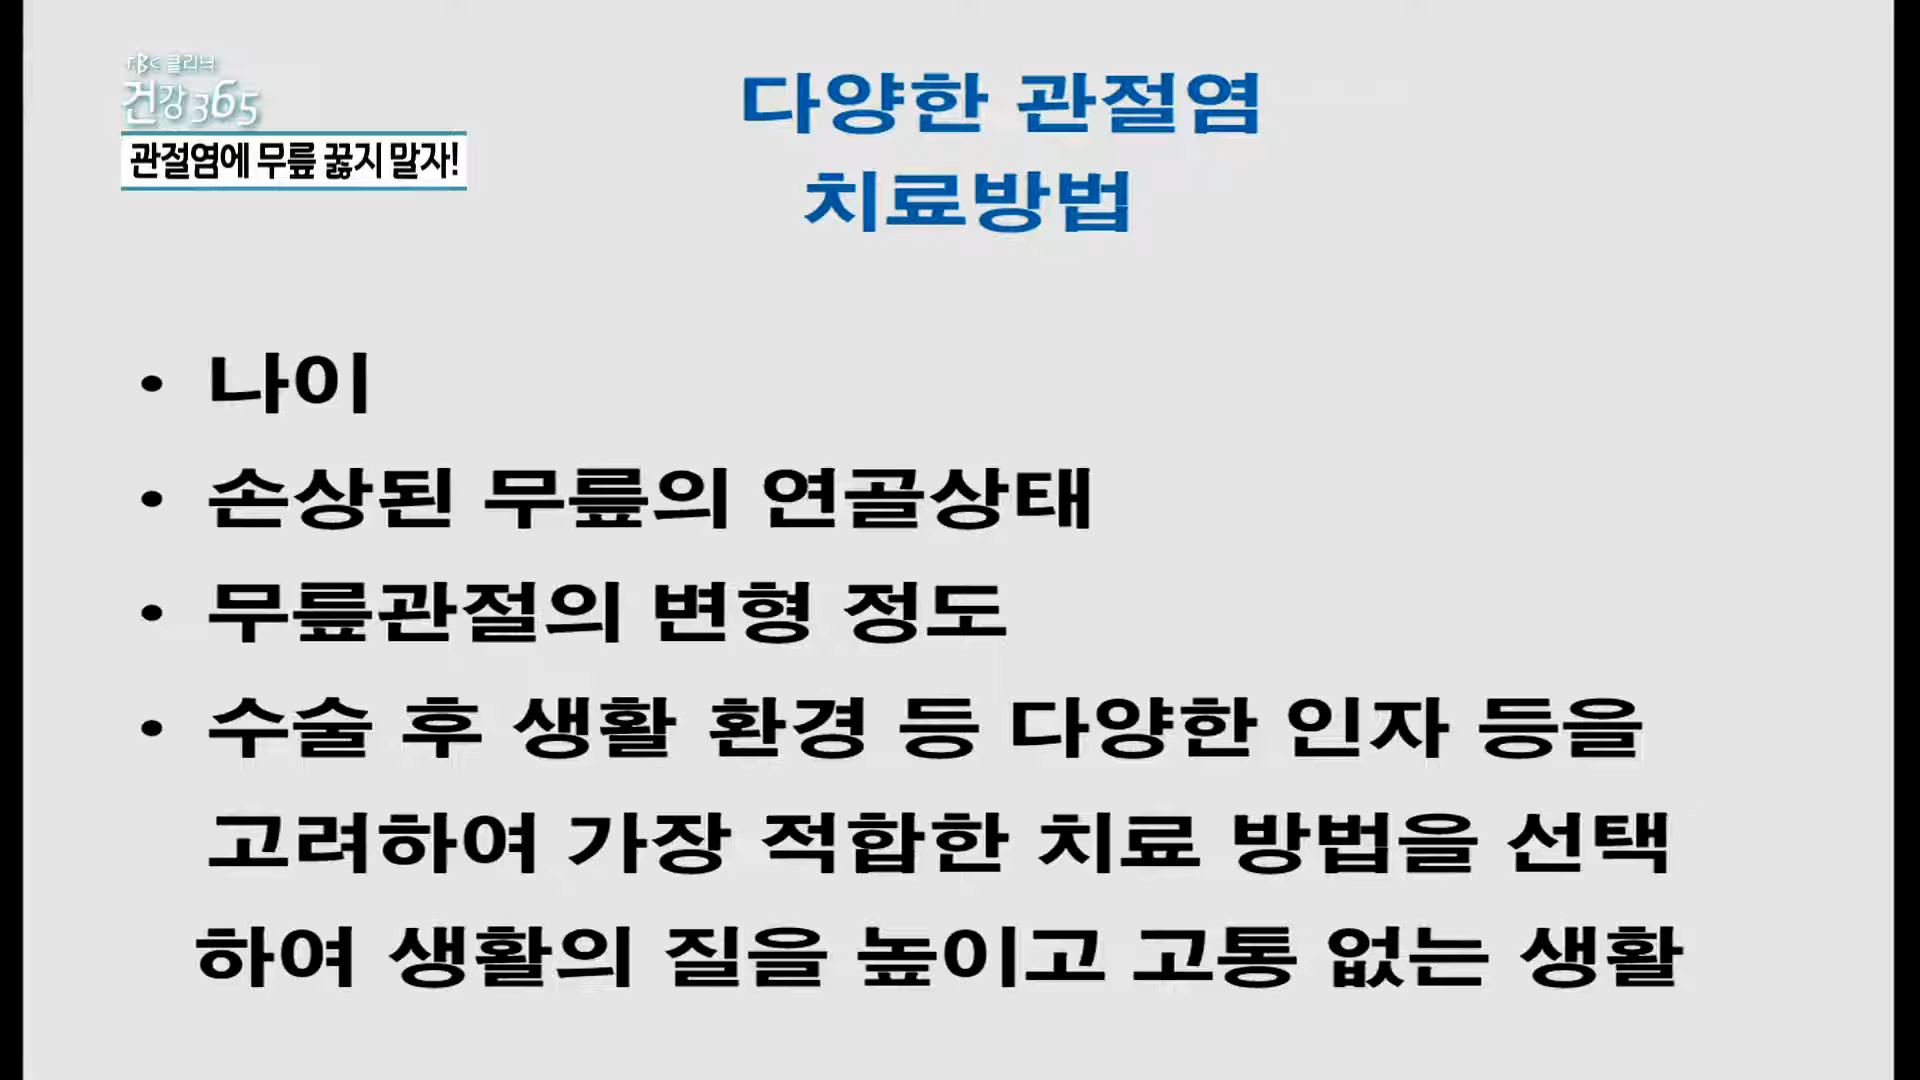 TBC 클리닉
건강365
관절염에 무릎 꿇지 말자!
다양한 관절염
치료방법
• 나이
• 손상된 무릎의 연골상태
• 무릎관절의 변형 정도
• 수술 후 생활 환경 등 다양한 인자 등을
고려하여 가장 적합한 치료 방법을 선택
하여 생활의 질을 높이고 고통 없는 생활